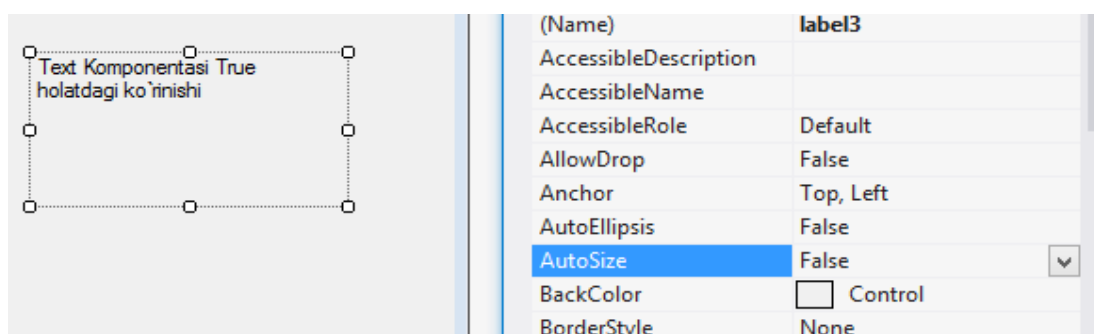 Text Komponentasi True
holatdagi ko`rinishi
(Name) label3
AccessibleDescription
AccessibleName
AccessibleRole Default
AllowDrop False
Anchor Top, Left
AutoEllipsis False
AutoSize False
BackColor Control
BorderStyle None